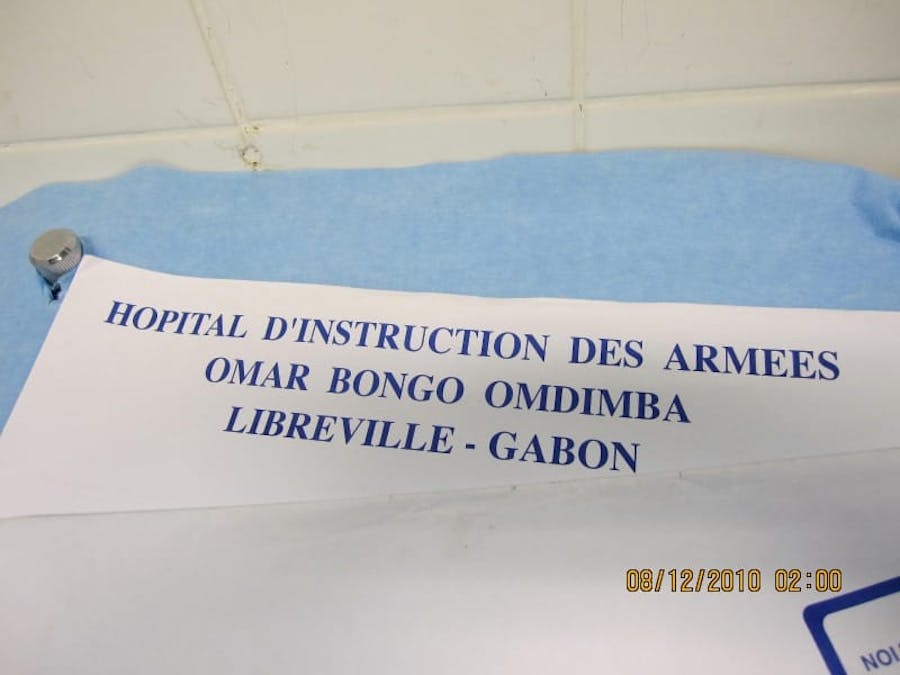 HOPITAL D'INSTRUCTION DES ARMEES
OMAR BONGO OMDIMBA
LIBREVILLE - GABON
08/12/2010 02:00